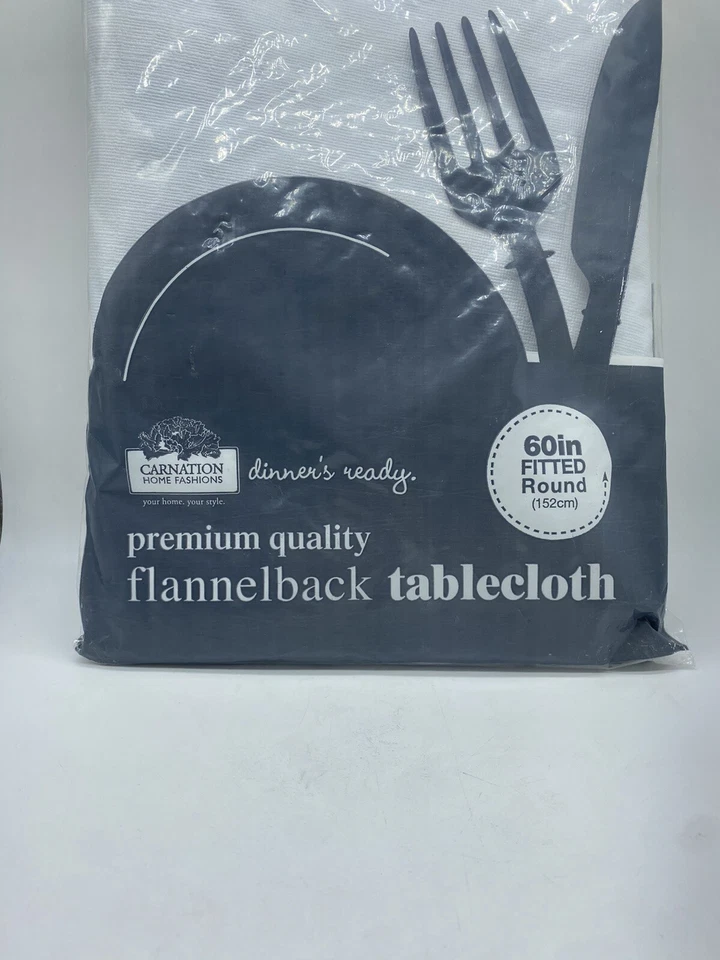 60in
FITTED
Round
(152cm)
CARNATION
HOME FASHIONS
your home. your style.
dinner's ready.
premium quality
flannelback tablecloth